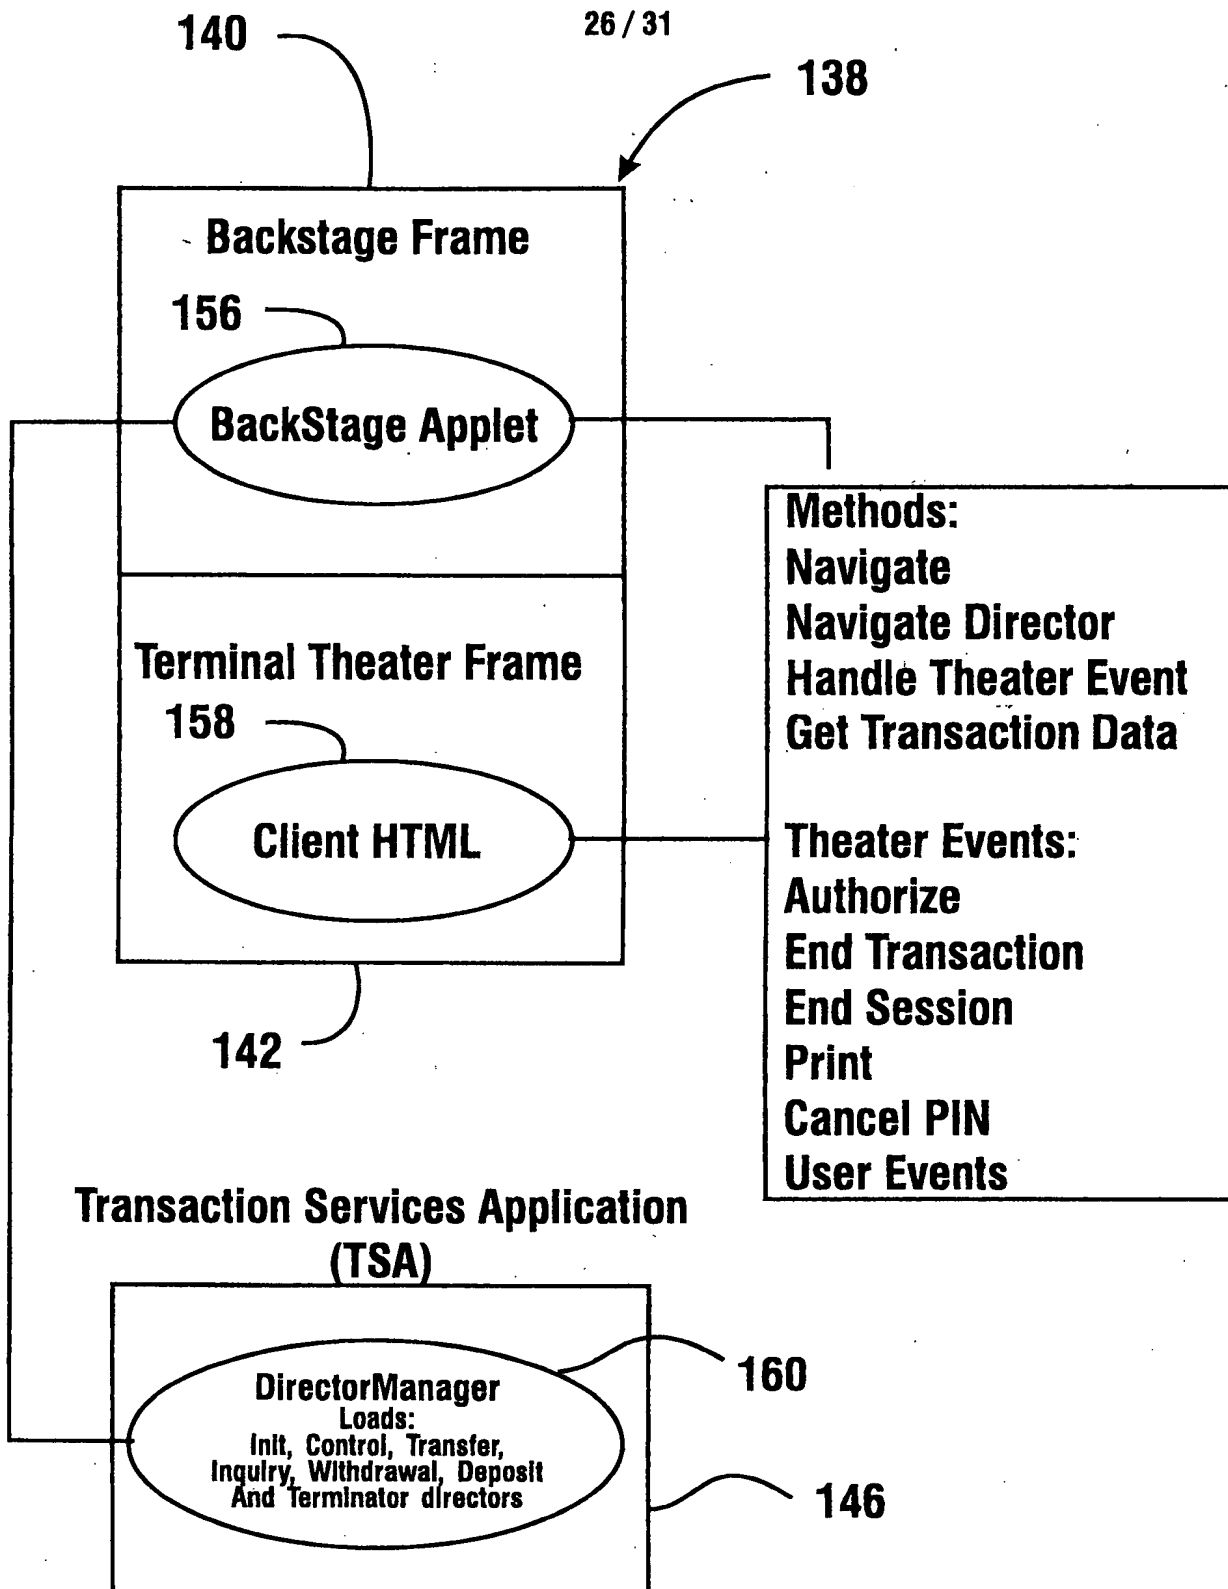 26 / 31
140
138
Backstage Frame
156
BackStage Applet
Methods:
Navigate
Navigate Director
Handle Theater Event
Get Transaction Data
Theater Events:
Authorize
End Transaction
End Session
Print
Cancel PIN
User Events
Terminal Theater Frame
158
Client HTML
142
Transaction Services Application
(TSA)
DirectorManager
Loads:
Init, Control, Transfer,
Inquiry, Withdrawal, Deposit
And Terminator directors
160
146